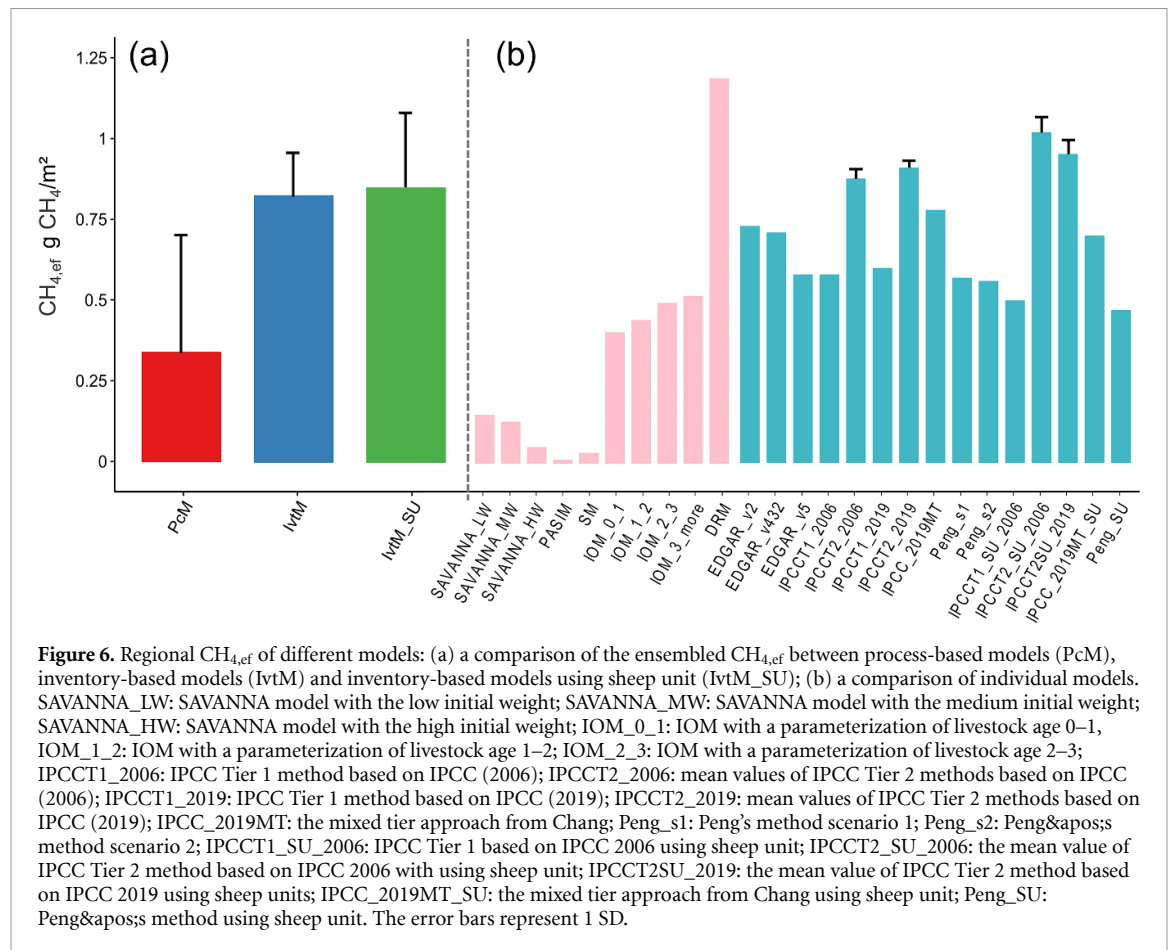 (a)
(b)
CH₄,ef g CH₄/m²
1.25
1
0.75
0.5
0.25
0
PcM
IvtM
IvtM_SU
SAVANNA_LW
SAVANNA_MW
SAVANNA_HW
PASIM
SM
IOM_0_1
IOM_1_2
IOM_2_3
IOM_3_more
DRM
EDGAR_v2
EDGAR_v432
EDGAR_v5
IPCCT1_2006
IPCCT2_2006
IPCCT1_2019
IPCCT2_2019
IPCC_2019MT
Peng_s1
Peng_s2
IPCCT1_SU_2006
IPCCT2_SU_2006
IPCCT2SU_2019
IPCC_2019MT_SU
Peng_SU
Figure 6. Regional CH₄,ef of different models: (a) a comparison of the ensembled CH₄,ef between process-based models (PcM),
inventory-based models (IvtM) and inventory-based models using sheep unit (IvtM_SU); (b) a comparison of individual models.
SAVANNA_LW: SAVANNA model with the low initial weight; SAVANNA_MW: SAVANNA model with the medium initial weight;
SAVANNA_HW: SAVANNA model with the high initial weight; IOM_0_1: IOM with a parameterization of livestock age 0–1,
IOM_1_2: IOM with a parameterization of livestock age 1–2; IOM_2_3: IOM with a parameterization of livestock age 2–3;
IPCCT1_2006: IPCC Tier 1 method based on IPCC (2006); IPCCT2_2006: mean values of IPCC Tier 2 methods based on IPCC
(2006); IPCCT1_2019: IPCC Tier 1 method based on IPCC (2019); IPCCT2_2019: mean values of IPCC Tier 2 methods based on
IPCC (2019); IPCC_2019MT: the mixed tier approach from Chang; Peng_s1: Peng's method scenario 1; Peng_s2: Peng&apos;s
method scenario 2; IPCCT1_SU_2006: IPCC Tier 1 based on IPCC 2006 using sheep unit; IPCCT2_SU_2006: the mean value of
IPCC Tier 2 method based on IPCC 2006 with using sheep unit; IPCCT2SU_2019: the mean value of IPCC Tier 2 method based
on IPCC 2019 using sheep units; IPCC_2019MT_SU: the mixed tier approach from Chang using sheep unit; Peng_SU:
Peng&apos;s method using sheep unit. The error bars represent 1 SD.